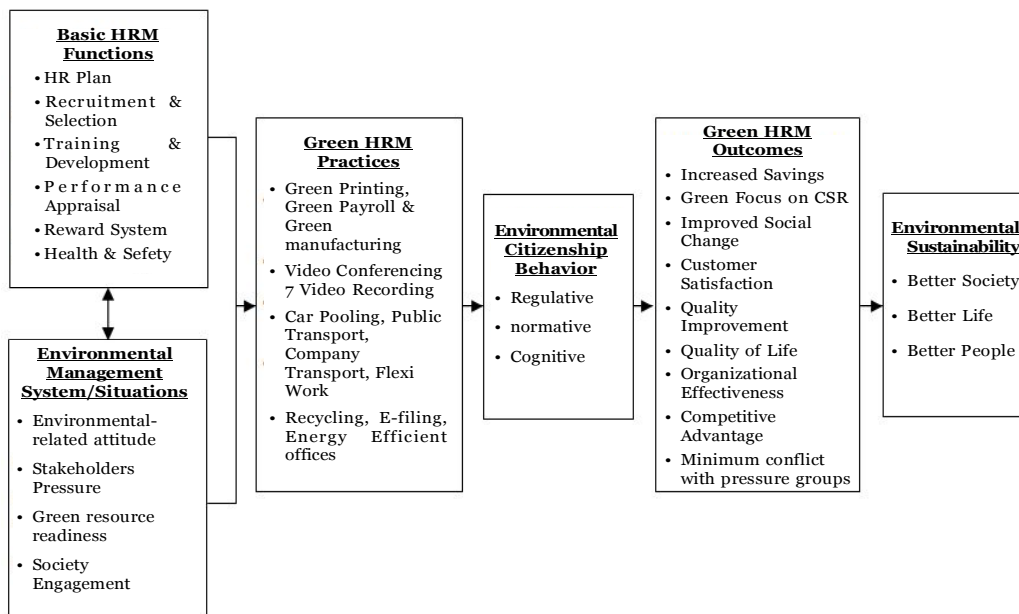 Basic HRM
Functions
• HR Plan
• Recruitment &
Selection
• Training &
Development
• Performance
Appraisal
• Reward System
• Health & Safety
Environmental
Management
System/Situations
• Environmental-
related attitude
• Stakeholders
Pressure
• Green resource
readiness
• Society
Engagement
Green HRM
Practices
• Green Printing,
Green Payroll &
Green
manufacturing
• Video Conferencing
7 Video Recording
• Car Pooling, Public
Transport,
Company
Transport, Flexi
Work
• Recycling, E-filing,
Energy Efficient
offices
Environmental
Citizenship
Behavior
• Regulative
• normative
• Cognitive
Green HRM
Outcomes
• Increased Savings
• Green Focus on CSR
• Improved Social
Change
• Customer
Satisfaction
• Quality
Improvement
• Quality of Life
• Organizational
Effectiveness
• Competitive
Advantage
• Minimum conflict
with pressure groups
Environmental
Sustainability
• Better Society
• Better Life
• Better People